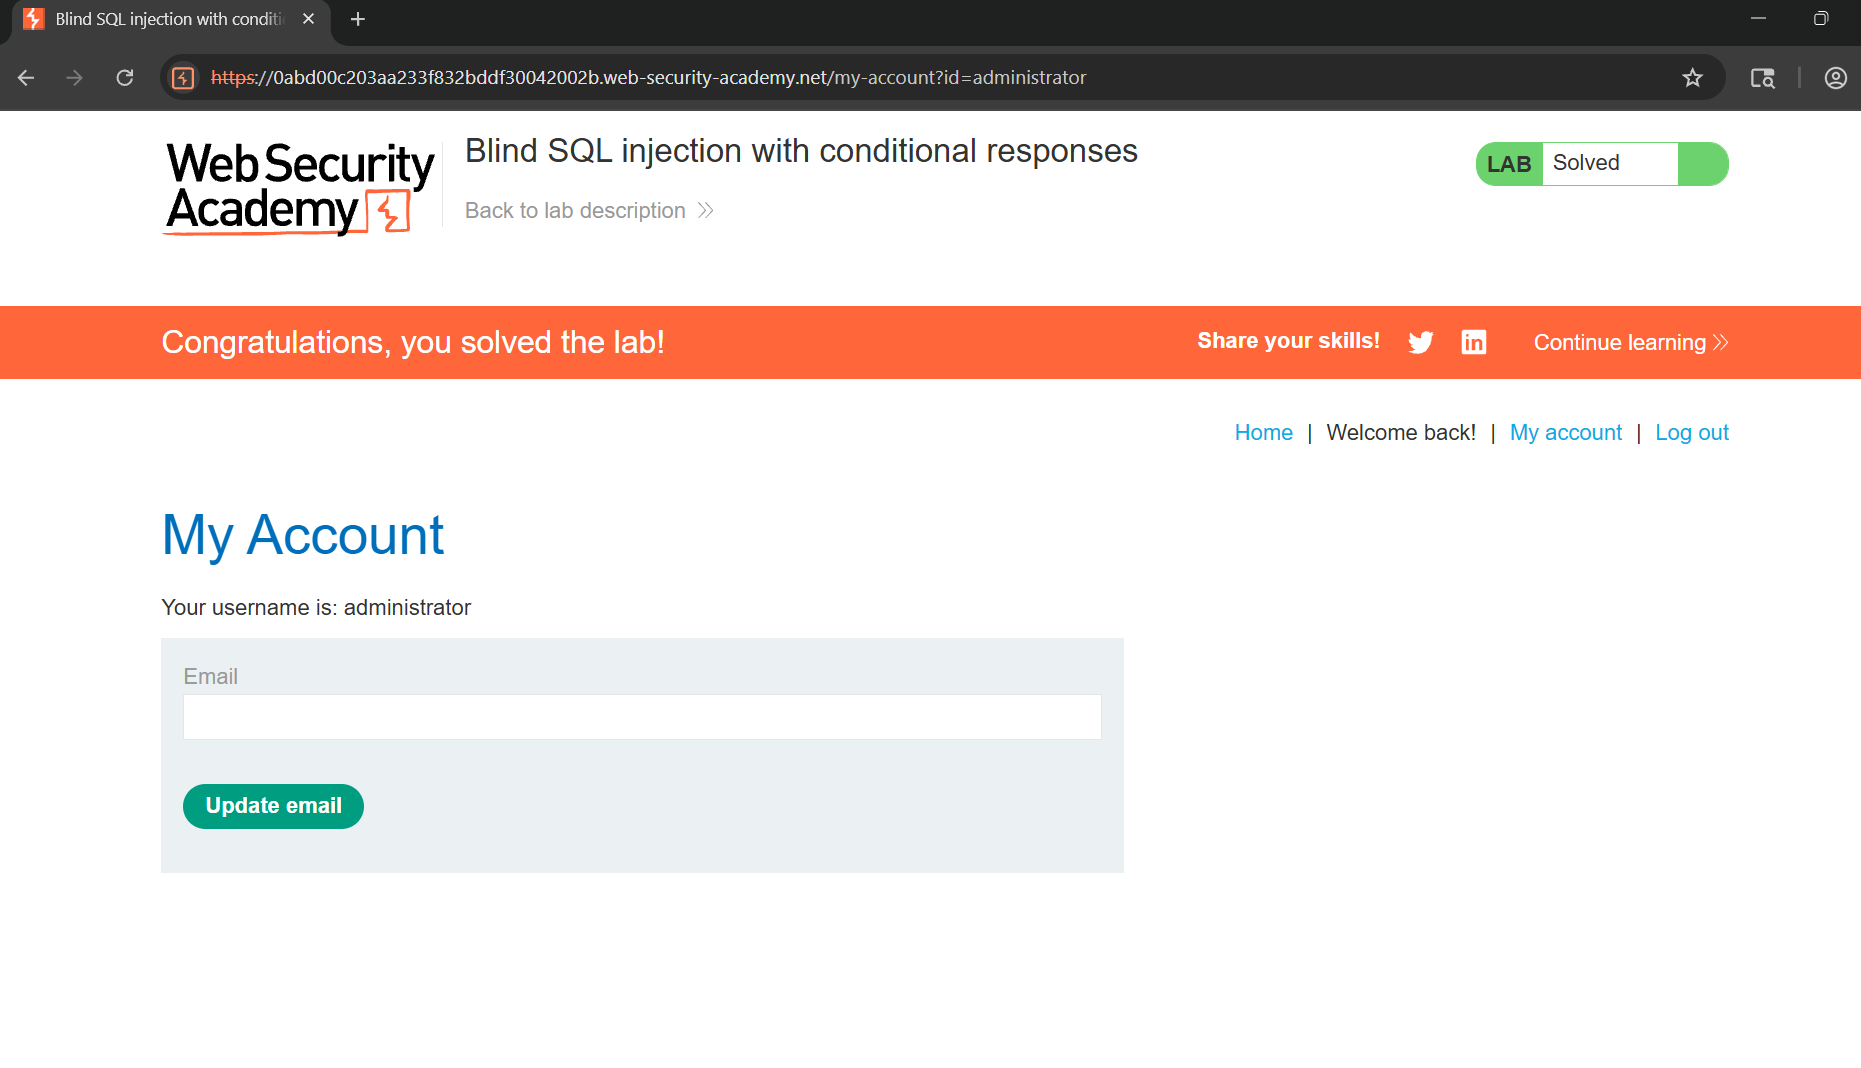 Blind SQL injection with conditi
https://0abd00c203aa233f832bddf30042002b.web-security-academy.net/my-account?id=administrator
Web Security
Academy
Blind SQL injection with conditional responses
Back to lab description
LAB Solved
Congratulations, you solved the lab!
Share your skills!
Continue learning
Home | Welcome back! | My account | Log out
My Account
Your username is: administrator
Email
Update email